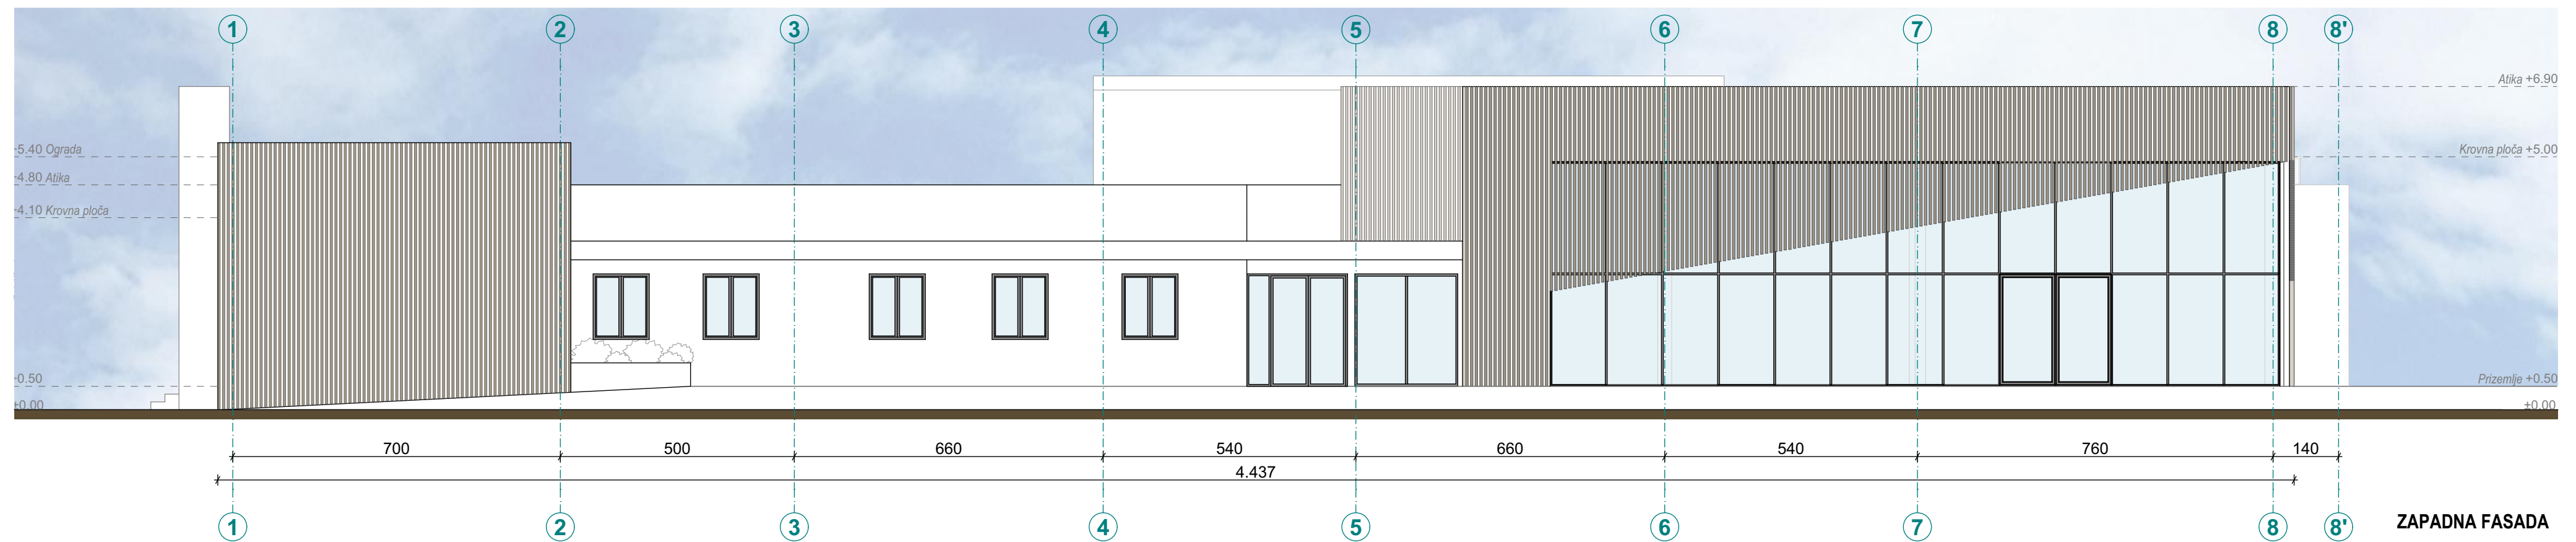 1 2 3 4 5 6 7 8 8'
Atika +6.90
+5.40 Ograda
Krovna ploča +5.00
+4.80 Atika
+4.10 Krovna ploča
+0.50
Prizemlje +0.50
±0.00
±0.00
700 500 660 540 660 540 760 140
4.437
1 2 3 4 5 6 7 8 8'
ZAPADNA FASADA